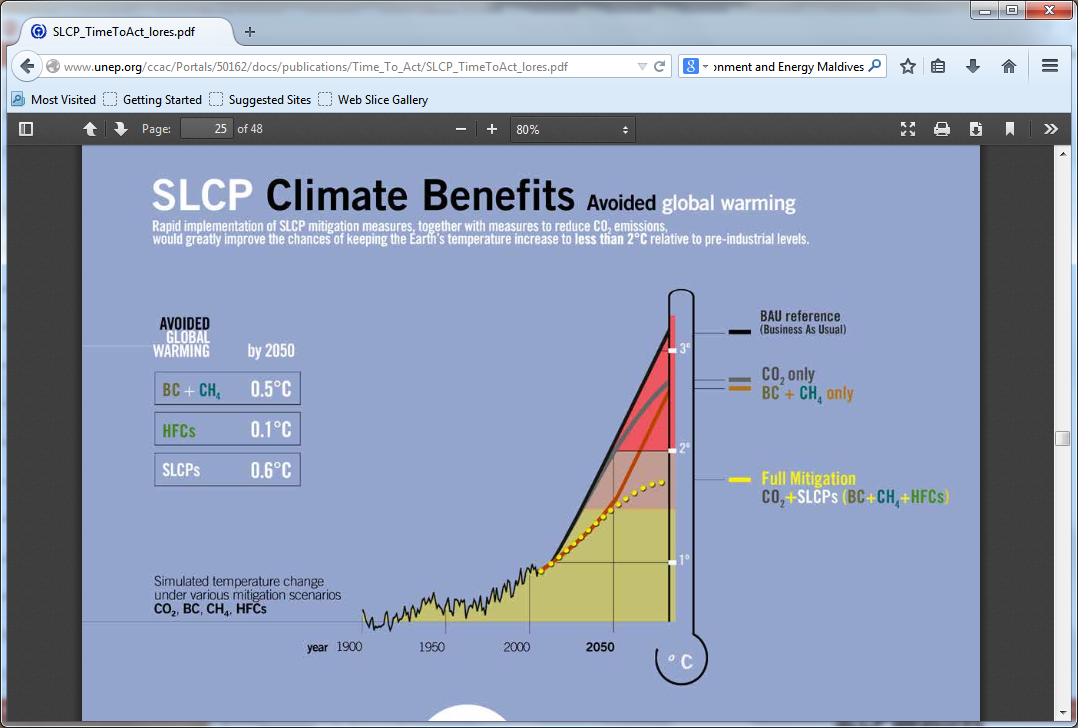 SLCP_TimeToAct_lores.pdf
www.unep.org/ccac/Portals/50162/docs/publications/Time_To_Act/SLCP_TimeToAct_lores.pdf
onment and Energy Maldives
Most Visited Getting Started Suggested Sites Web Slice Gallery
Page: 25 of 48
80%
SLCP Climate Benefits Avoided global warming
Rapid implementation of SLCP mitigation measures, together with measures to reduce CO₂ emissions,
would greatly improve the chances of keeping the Earth's temperature increase to less than 2°C relative to pre-industrial levels.
AVOIDED
GLOBAL
WARMING by 2050
BC + CH₄ 0.5°C
HFCs 0.1°C
SLCPs 0.6°C
BAU reference
(Business As Usual)
3°
CO₂ only
BC + CH₄ only
2°
Full Mitigation
CO₂+SLCPs (BC+CH₄+HFCs)
1°
Simulated temperature change
under various mitigation scenarios
CO₂, BC, CH₄, HFCs
year 1900 1950 2000 2050
° C